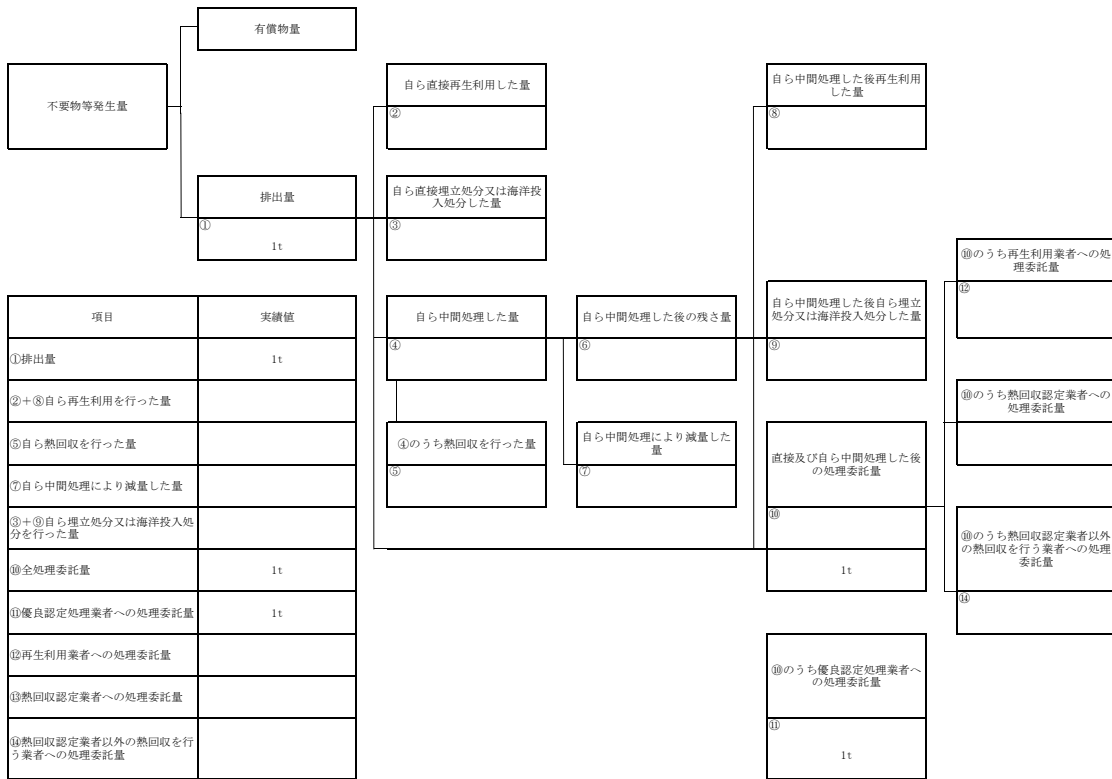 有償物量
不要物等発生量
自ら直接再生利用した量
②
自ら中間処理した後再生利用
した量
⑧
排出量
①
1t
自ら直接埋立処分又は海洋投
入処分した量
③
⑩のうち再生利用業者への処
理委託量
⑫
項目
実績値
①排出量
1t
②＋⑧自ら再生利用を行った量
⑤自ら熱回収を行った量
⑦自ら中間処理により減量した量
③＋⑨自ら埋立処分又は海洋投入処
分を行った量
⑩全処理委託量
1t
⑪優良認定処理業者への処理委託量
1t
⑫再生利用業者への処理委託量
⑬熱回収認定業者への処理委託量
⑭熱回収認定業者以外の熱回収を行
う業者への処理委託量
自ら中間処理した量
④
自ら中間処理した後の残さ量
⑥
自ら中間処理した後自ら埋立
処分又は海洋投入処分した量
⑨
④のうち熱回収を行った量
⑤
自ら中間処理により減量した
量
⑦
直接及び自ら中間処理した後
の処理委託量
⑩
1t
⑩のうち熱回収認定業者への
処理委託量
⑩のうち熱回収認定業者以外
の熱回収を行う業者への処理
委託量
⑭
⑩のうち優良認定処理業者へ
の処理委託量
⑪
1t